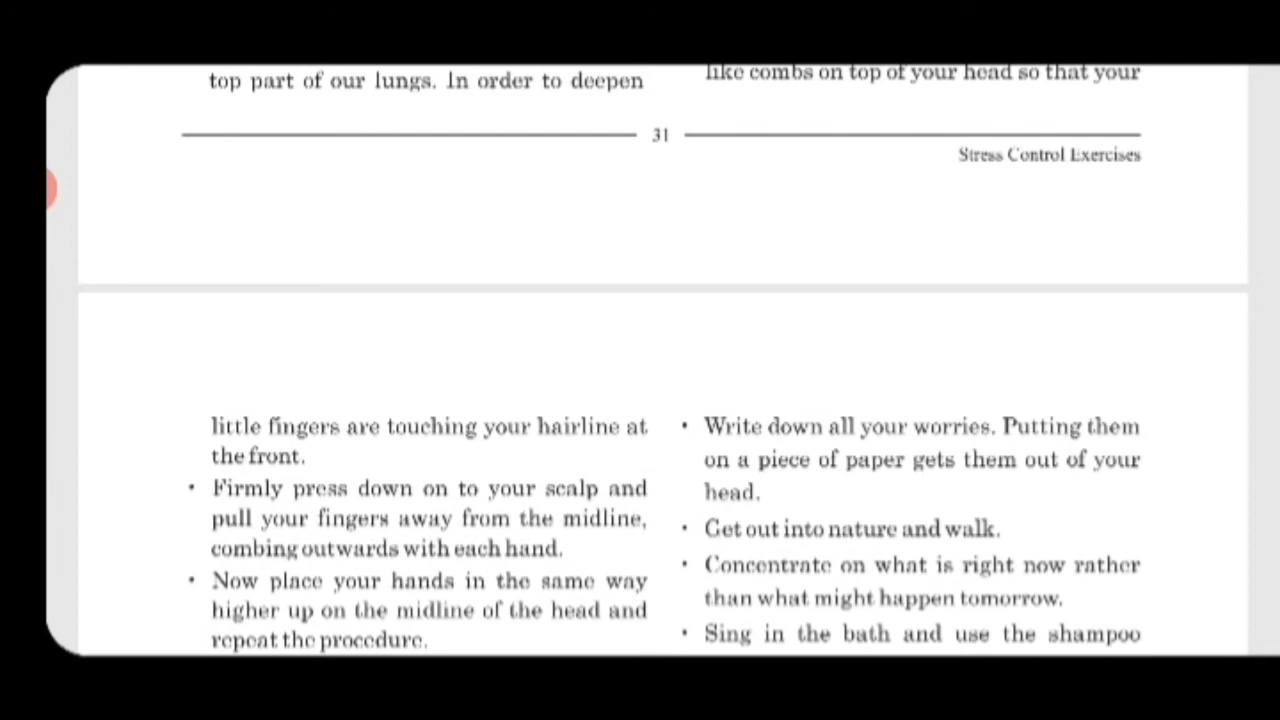 top part of our lungs. In order to deepen
like combs on top of your head so that your
31
Stress Control Exercises
little fingers are touching your hairline at
the front.
• Firmly press down on to your scalp and
pull your fingers away from the midline,
combing outwards with each hand.
• Now place your hands in the same way
higher up on the midline of the head and
repeat the procedure.
• Write down all your worries. Putting them
on a piece of paper gets them out of your
head.
• Get out into nature and walk.
• Concentrate on what is right now rather
than what might happen tomorrow.
• Sing in the bath and use the shampoo